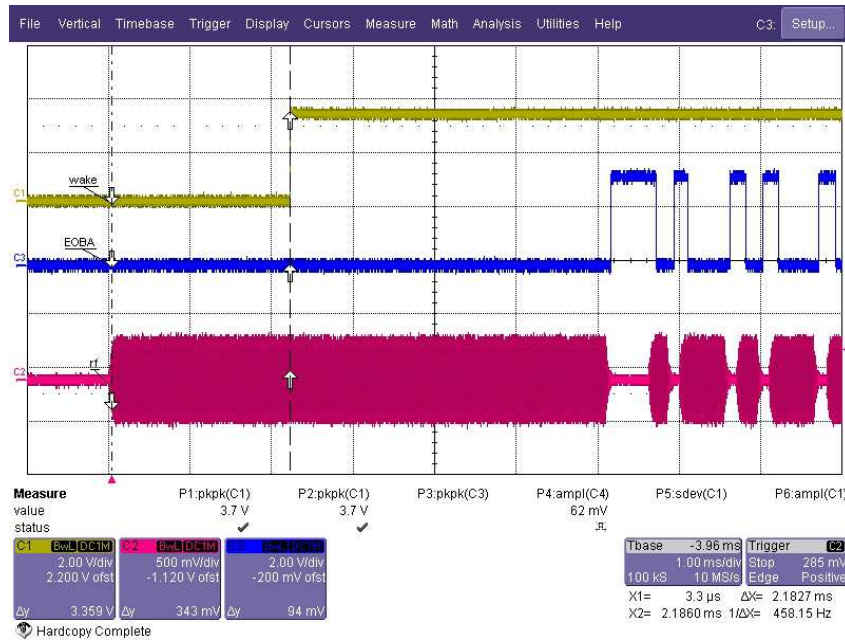 File Vertical Timebase Trigger Display Cursors Measure Math Analysis Utilities Help C3: Setup...
wake
C1
EOBA
C3
rf
C2
Measure P1:pkpk(C1) P2:pkpk(C1) P3:pkpk(C3) P4:ampl(C4) P5:sdev(C1) P6:ampl(C1)
value 3.7 V 3.7 V 62 mV
status
C1 BwL DC1M C2 BwL DC1M Tbase -3.96 ms Trigger C2
2.00 V/div 500 mV/div 2.00 V/div 1.00 ms/div Stop 285 mV
2.200 V ofst -1.120 V ofst -200 mV ofst 100 kS 10 MS/s Edge Positive
Δy 3.359 V Δy 343 mV Δy 94 mV X1= 3.3 µs ΔX= 2.1827 ms
X2= 2.1860 ms 1/ΔX= 458.15 Hz
Hardcopy Complete